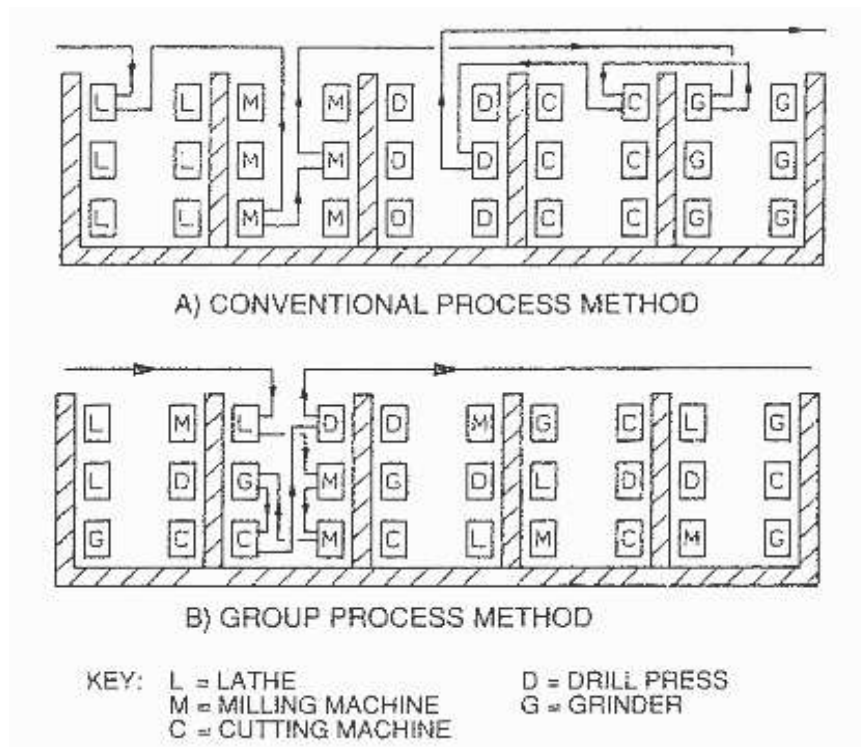 L L M M D D C C G G
L L M M D D C C G G
L L M M D D C C G G
A) CONVENTIONAL PROCESS METHOD
L M L D D M G C L G
L D G M G D L D D C
G C C M C L M C M G
B) GROUP PROCESS METHOD
KEY: L = LATHE D = DRILL PRESS
M = MILLING MACHINE G = GRINDER
C = CUTTING MACHINE